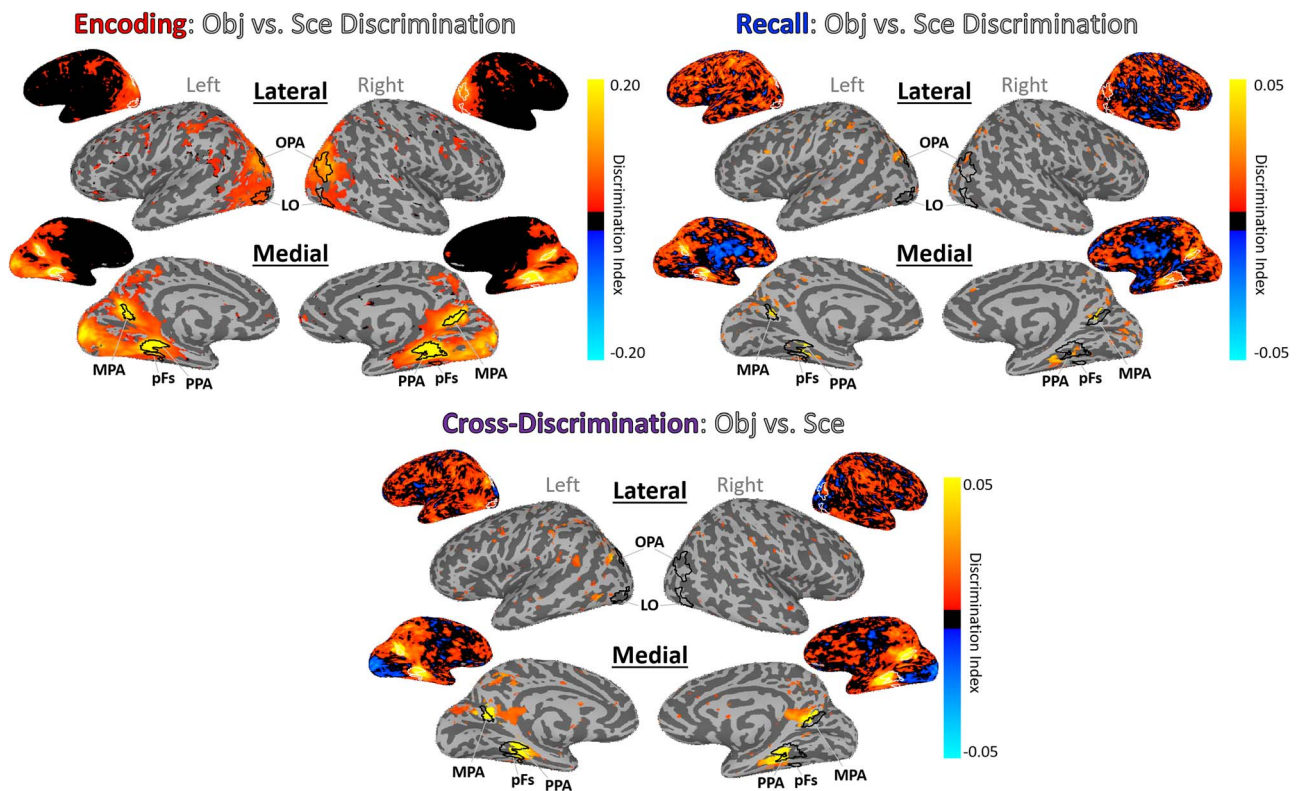 Encoding: Obj vs. Sce Discrimination
Left
Lateral
Right
OPA
LO
Medial
MPA
pFs
PPA
PPA
pFs
MPA
0.20
Discrimination Index
-0.20
Recall: Obj vs. Sce Discrimination
Left
Lateral
Right
OPA
LO
Medial
MPA
pFs
PPA
PPA
pFs
MPA
0.05
Discrimination Index
-0.05
Cross-Discrimination: Obj vs. Sce
Left
Lateral
Right
OPA
LO
Medial
MPA
pFs
PPA
PPA
pFs
MPA
0.05
Discrimination Index
-0.05